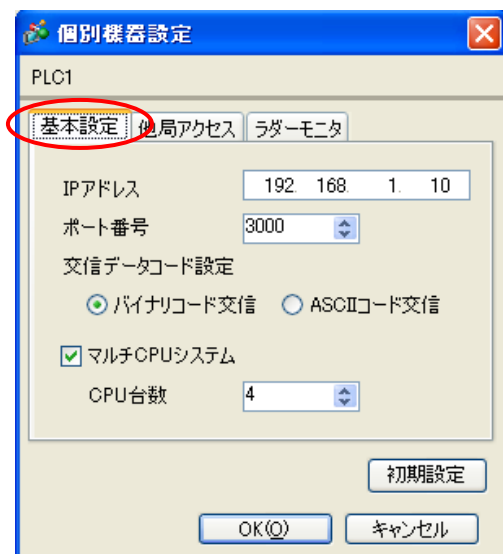 個別機器設定
PLC1
基本設定 他局アクセス ラダーモニタ
IPアドレス 192. 168. 1. 10
ポート番号 3000
交信データコード設定
バイナリコード交信 ASCIIコード交信
マルチCPUシステム
CPU台数 4
初期設定
OK(O) キャンセル